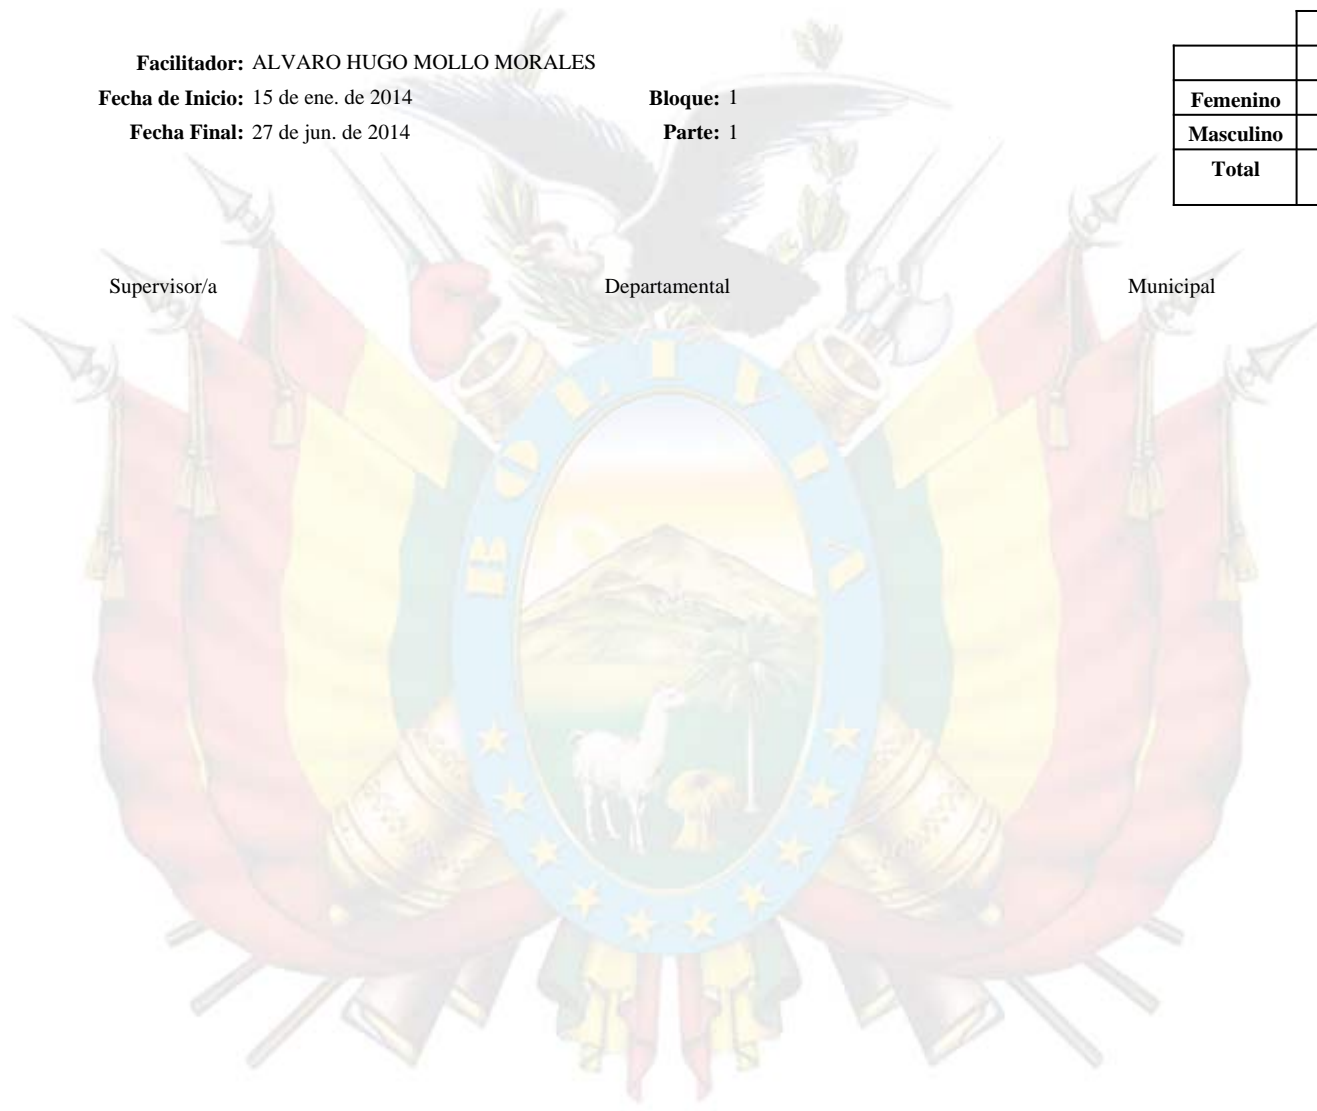 Facilitador: ALVARO HUGO MOLLO MORALES
Fecha de Inicio: 15 de ene. de 2014 Bloque: 1
Fecha Final: 27 de jun. de 2014 Parte: 1
Femenino
Masculino
Total
Supervisor/a Departamental Municipal
BOLIVIA